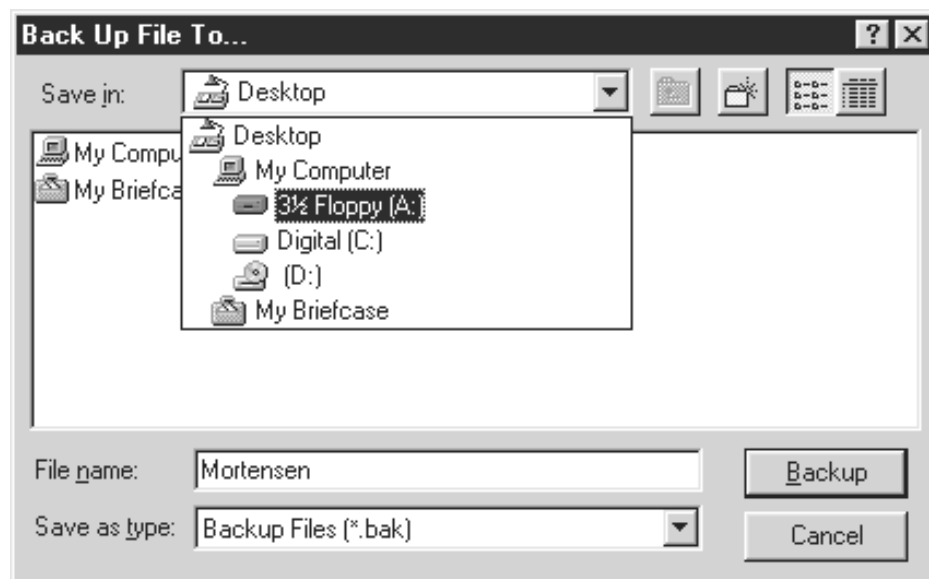 Back Up File To...
Save in: Desktop
Desktop
My Compu My Computer
My Briefca 3½ Floppy (A:)
Digital (C:)
(D:)
My Briefcase
File name: Mortensen Backup
Save as type: Backup Files (*.bak) Cancel